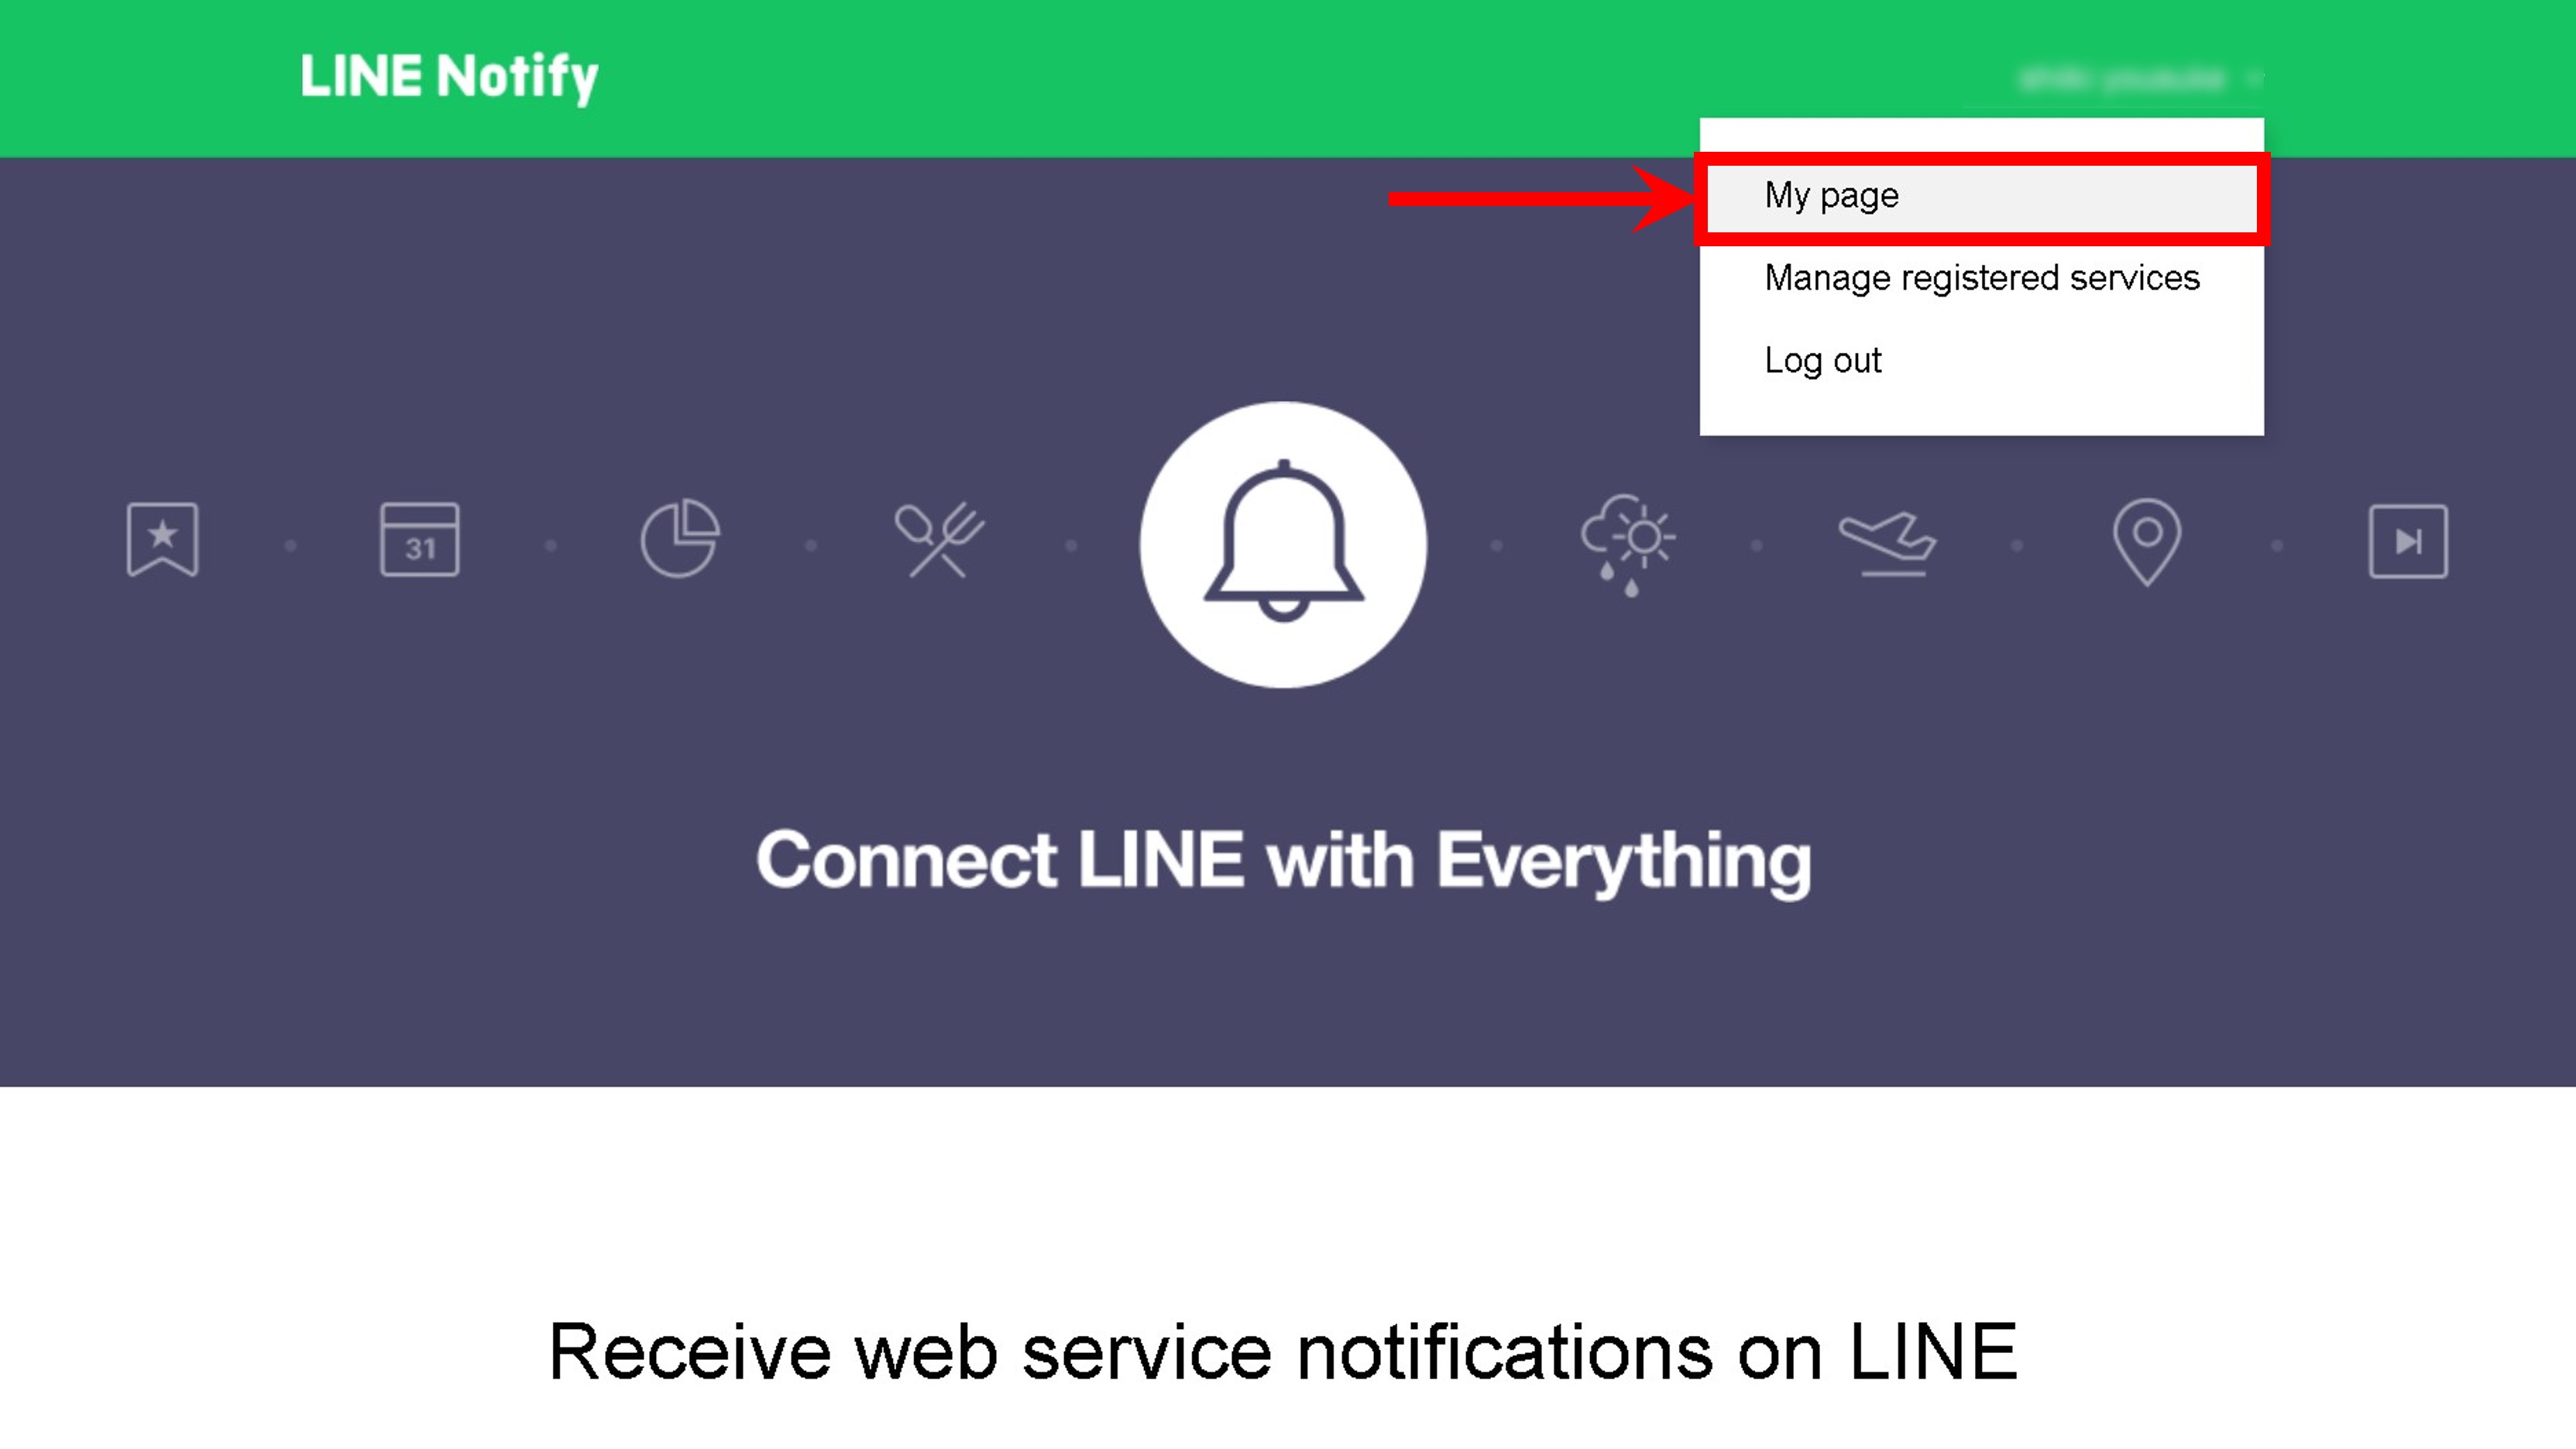 LINE Notify
My page
Manage registered services
Log out
31
Connect LINE with Everything
Receive web service notifications on LINE